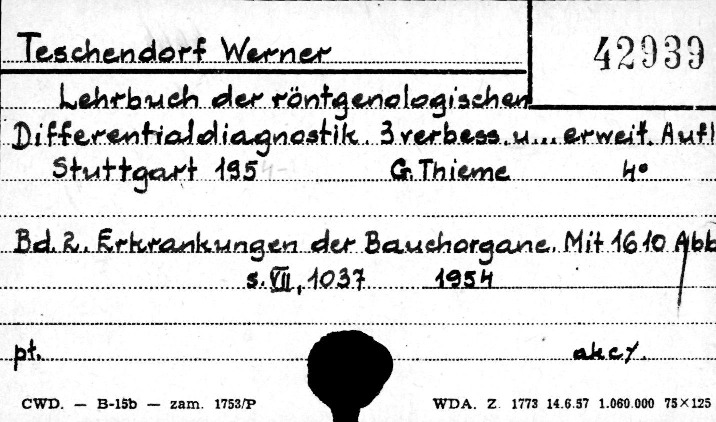 Teschendorf Werner
42939
Lehrbuch der röntgenologischen
Differentialdiagnostik. 3 verbess. u... erweit. Aufl
Stuttgart 195 G. Thieme 4°
Bd. 2. Erkrankungen der Bauchorgane. Mit 1610 Abb
s. VII, 1037 1954
pt. akc7.
CWD. — B-15b — zam. 1753/P WDA. Z. 1773 14.6.57 1.060.000 75×125